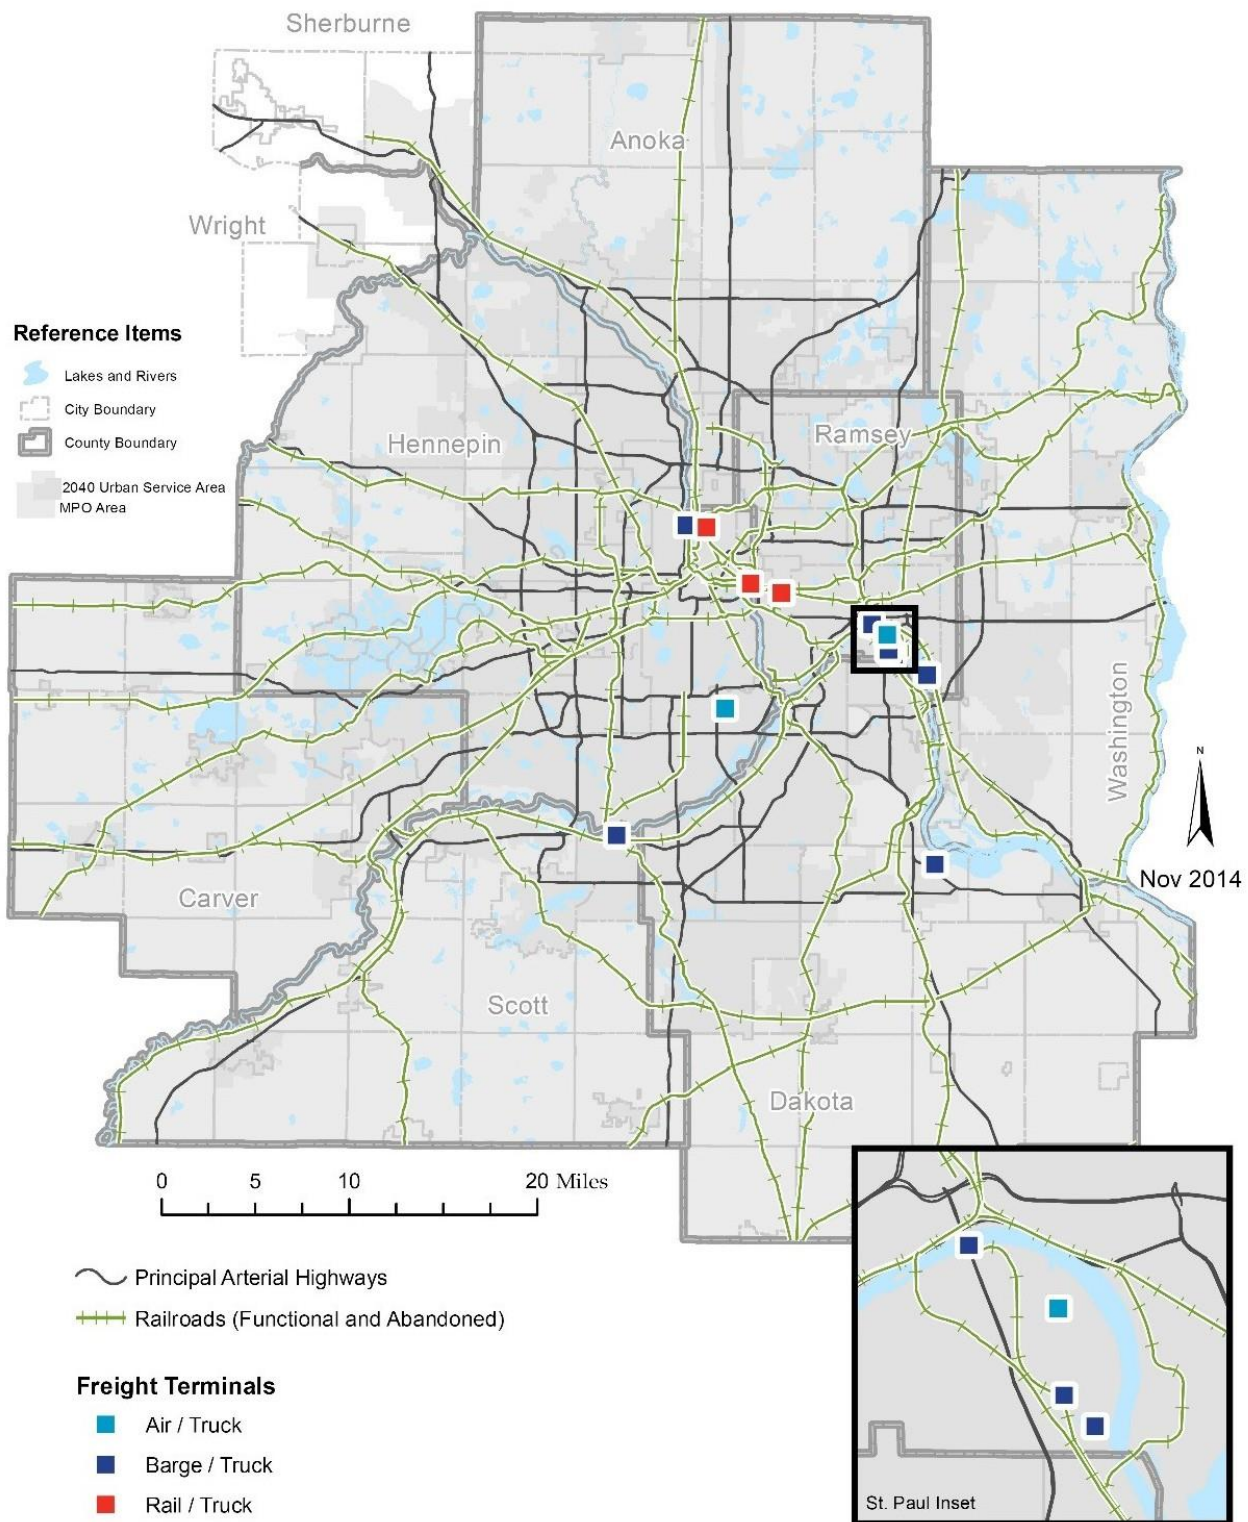 Sherburne
Anoka
Wright
Reference Items
Lakes and Rivers
City Boundary
County Boundary
2040 Urban Service Area
MPO Area
Hennepin
Ramsey
Washington
N
Nov 2014
Carver
Scott
Dakota
0 5 10 20 Miles
Principal Arterial Highways
Railroads (Functional and Abandoned)
Freight Terminals
Air / Truck
Barge / Truck
Rail / Truck
St. Paul Inset